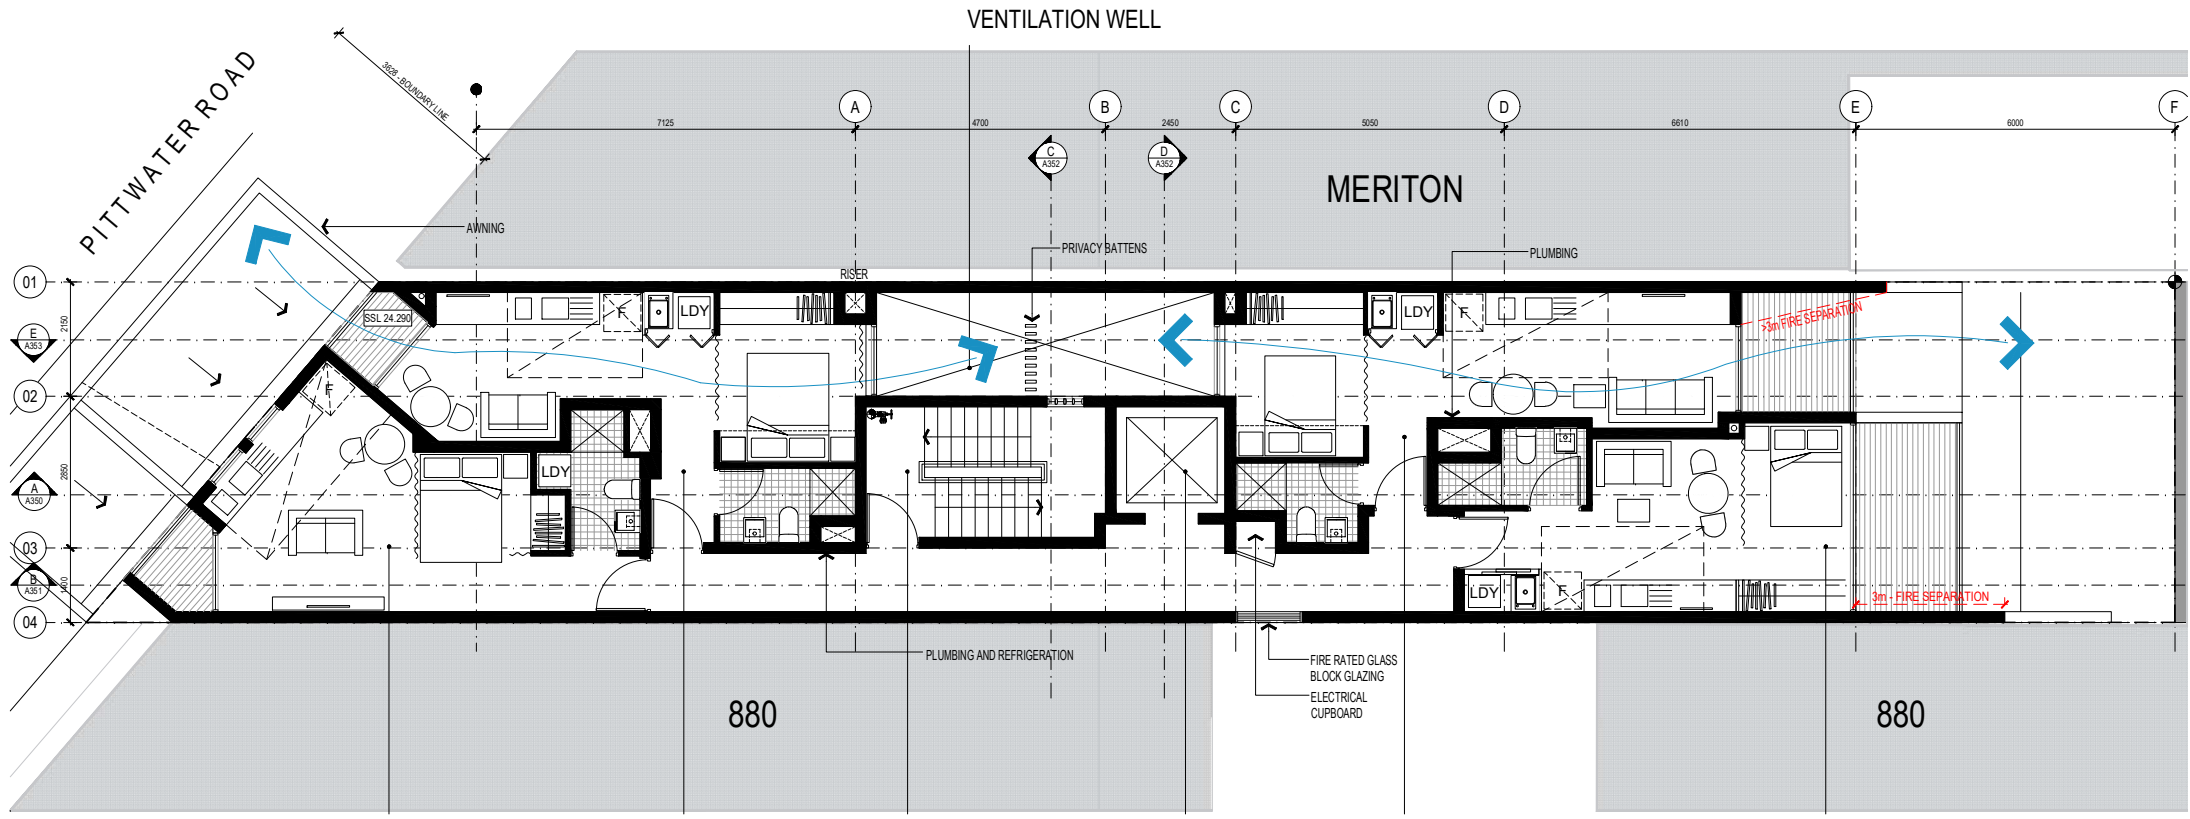 VENTILATION WELL
PITTWATER ROAD
3628 - BOUNDARY LINE
A
B
C
D
E
F
7125
4700
2450
5050
6610
6000
C
A352
D
A352
MERITON
AWNING
PRIVACY BATTENS
PLUMBING
RISER
01
2150
E
A353
02
2850
A
A350
03
B
A351
1400
04
SSL 24.290
F
LDY
LDY
F
>3m FIRE SEPARATION
F
LDY
LDY
F
3m - FIRE SEPARATION
PLUMBING AND REFRIGERATION
FIRE RATED GLASS
BLOCK GLAZING
ELECTRICAL
CUPBOARD
880
880